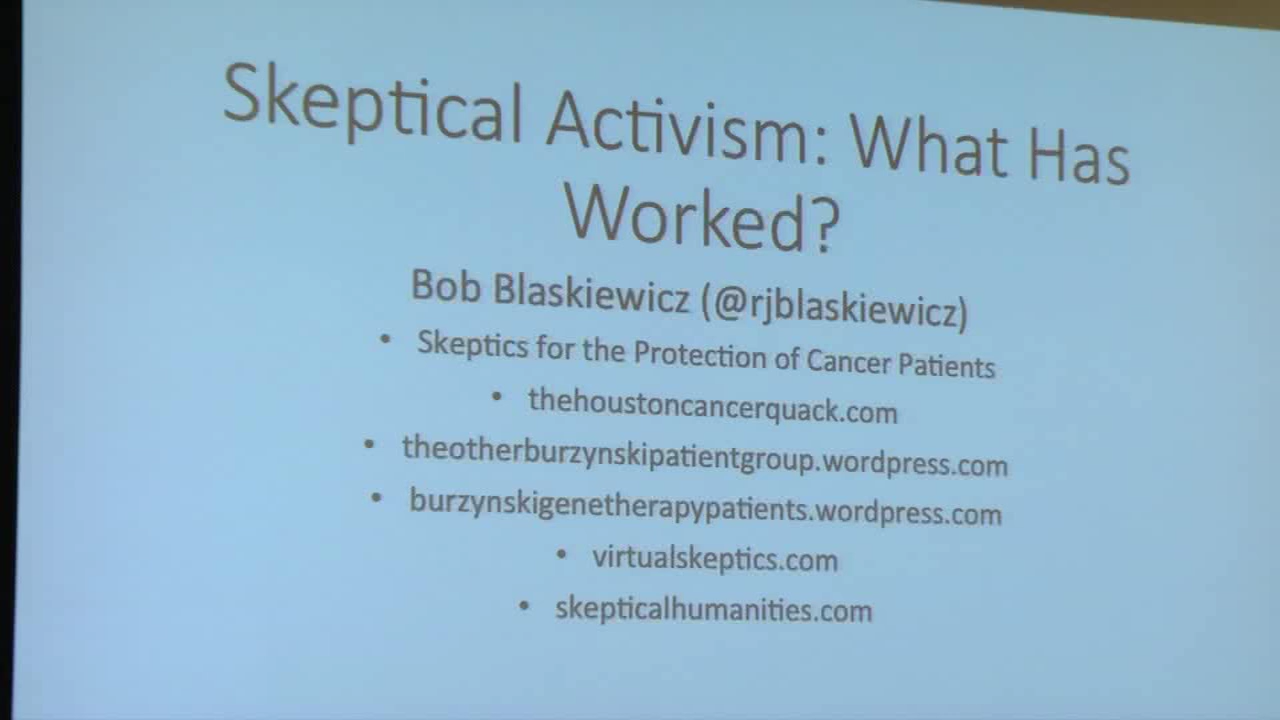 Skeptical Activism: What Has
Worked?
Bob Blaskiewicz (@rjblaskiewicz)
• Skeptics for the Protection of Cancer Patients
• thehoustoncancerquack.com
• theotherburzynskipatientgroup.wordpress.com
• burzynskigenetherapypatients.wordpress.com
• virtualskeptics.com
• skepticalhumanities.com